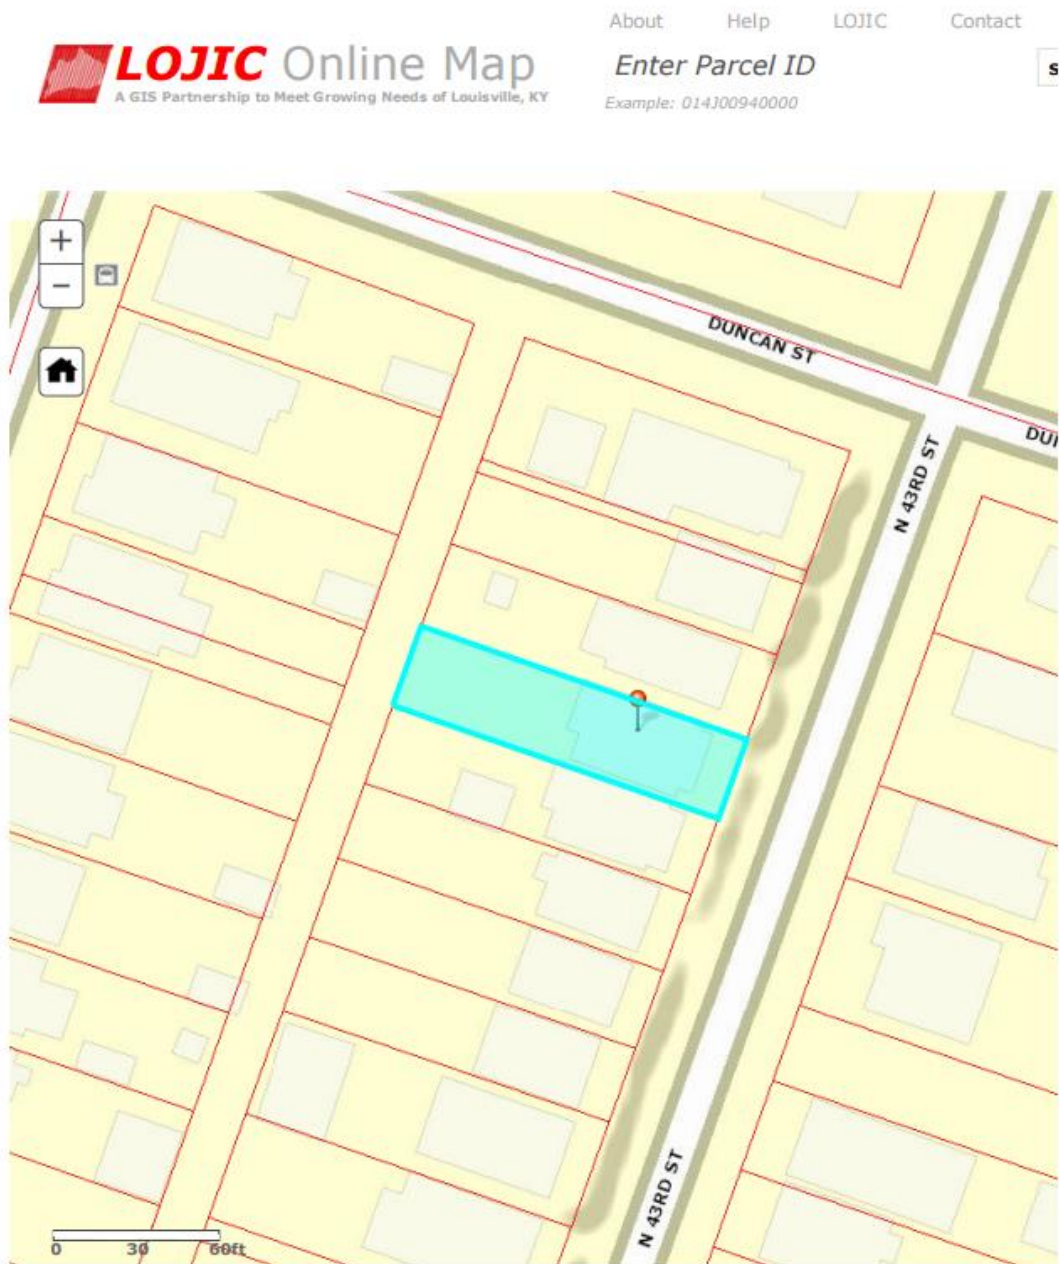 About Help LOJIC Contact
LOJIC Online Map
Enter Parcel ID
A GIS Partnership to Meet Growing Needs of Louisville, KY
Example: 014J00940000
+
−
DUNCAN ST
N 43RD ST
N 43RD ST
0 30 60ft